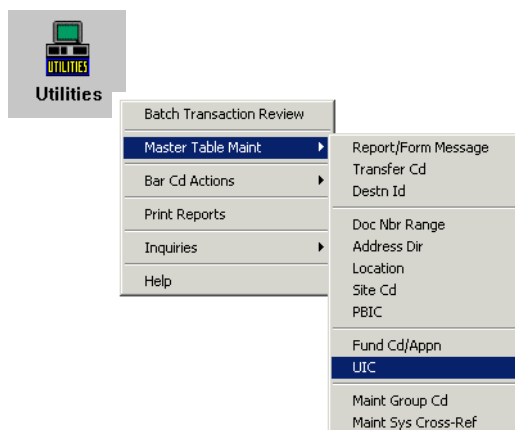 UTILITIES
Utilities
Batch Transaction Review
Master Table Maint
Bar Cd Actions
Print Reports
Inquiries
Help
Report/Form Message
Transfer Cd
Destn Id
Doc Nbr Range
Address Dir
Location
Site Cd
PBIC
Fund Cd/Appn
UIC
Maint Group Cd
Maint Sys Cross-Ref